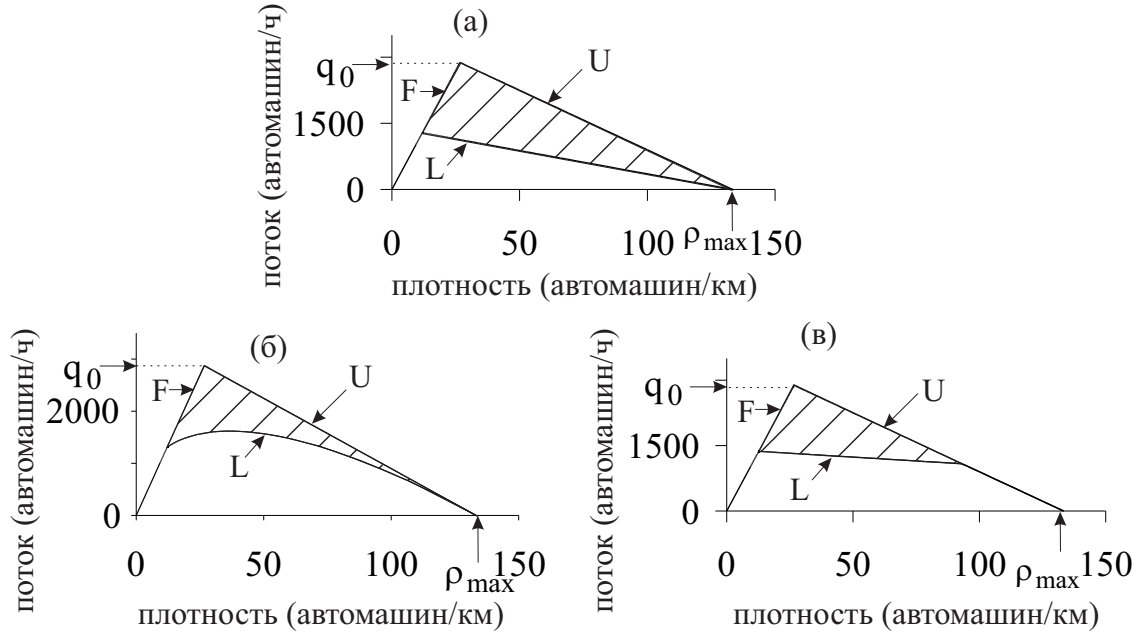 (а)
поток (автомашин/ч)
q0
F
U
1500
L
0
0 50 100 ρmax 150
плотность (автомашин/км)
(б)
поток (автомашин/ч)
q0
F
U
2000
L
0
0 50 100 ρmax 150
плотность (автомашин/км)
(в)
поток (автомашин/ч)
q0
F
U
1500
L
0
0 50 100 ρmax 150
плотность (автомашин/км)